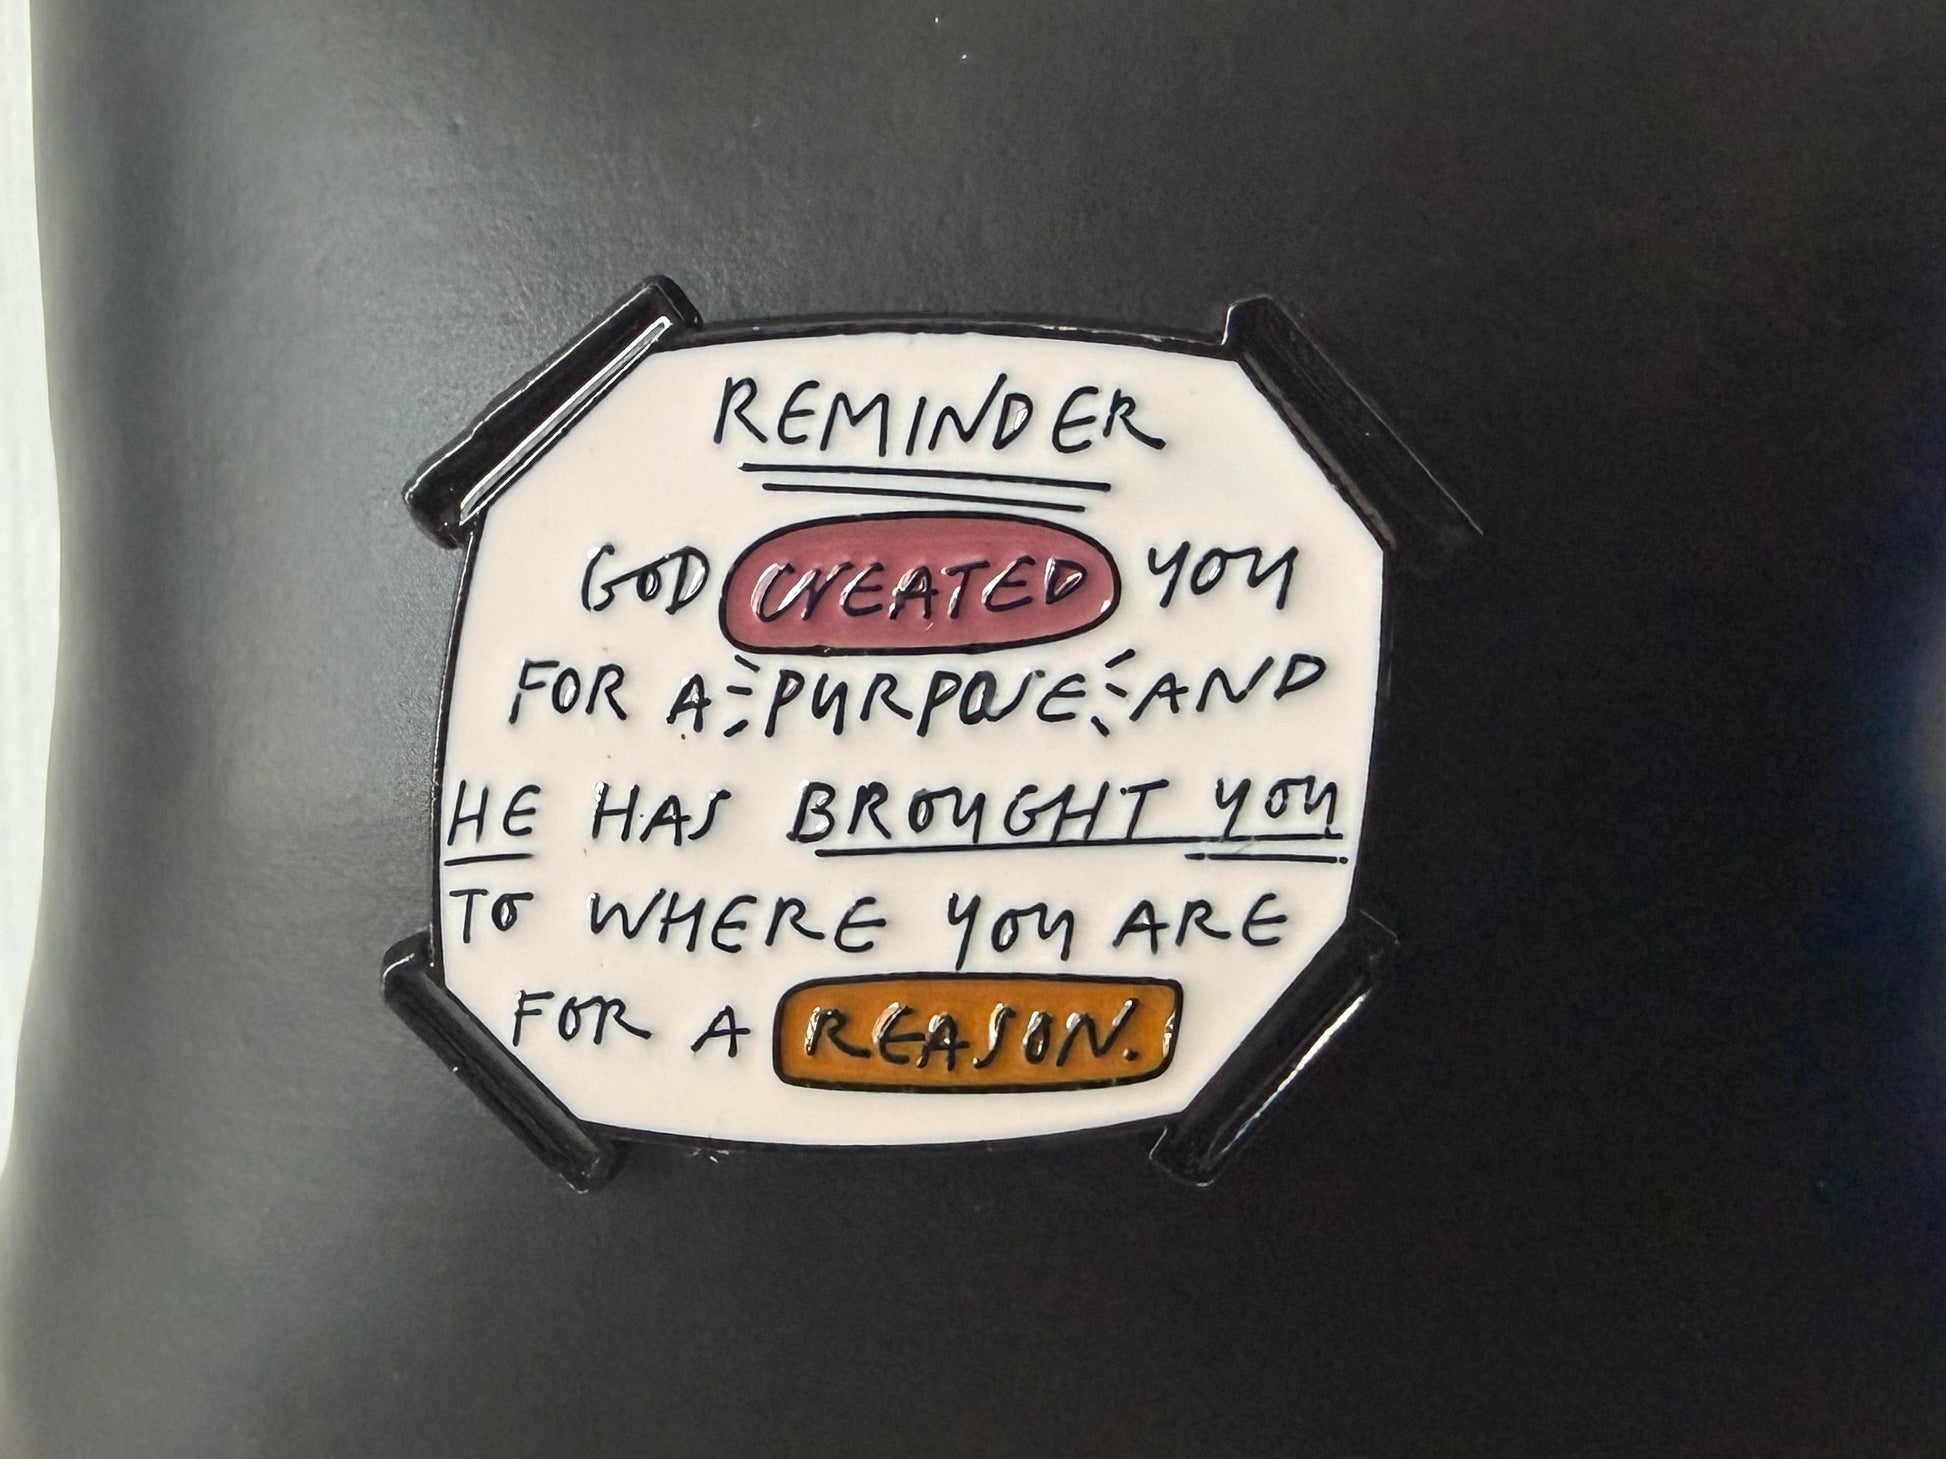 REMINDER
GOD CREATED YOU
FOR A PURPOSE AND
HE HAS BROUGHT YOU
TO WHERE YOU ARE
FOR A REASON.